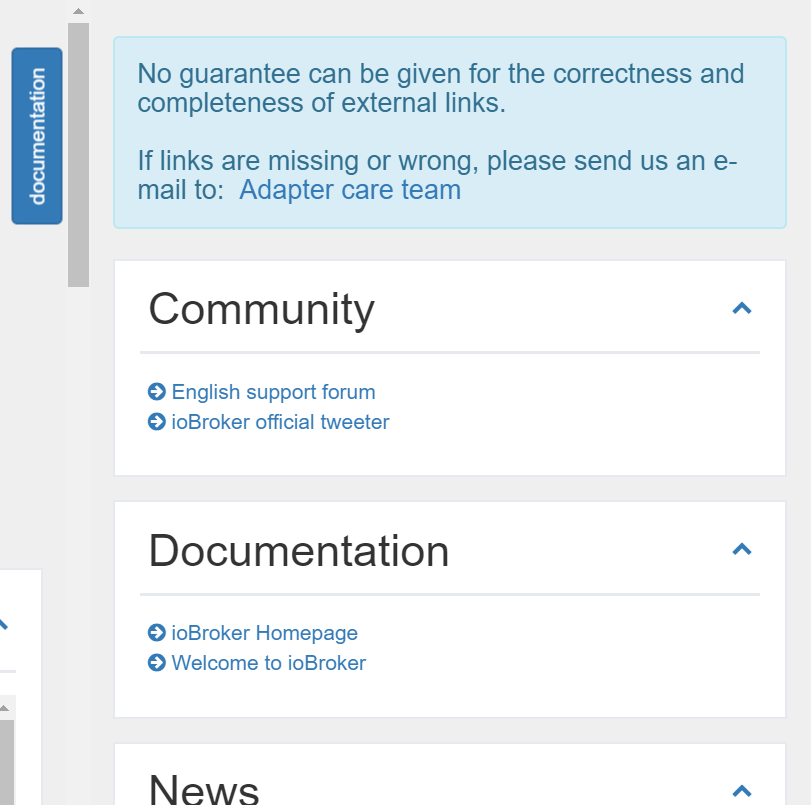 documentation
No guarantee can be given for the correctness and
completeness of external links.
If links are missing or wrong, please send us an e-
mail to: Adapter care team
Community
English support forum
ioBroker official tweeter
Documentation
ioBroker Homepage
Welcome to ioBroker
News